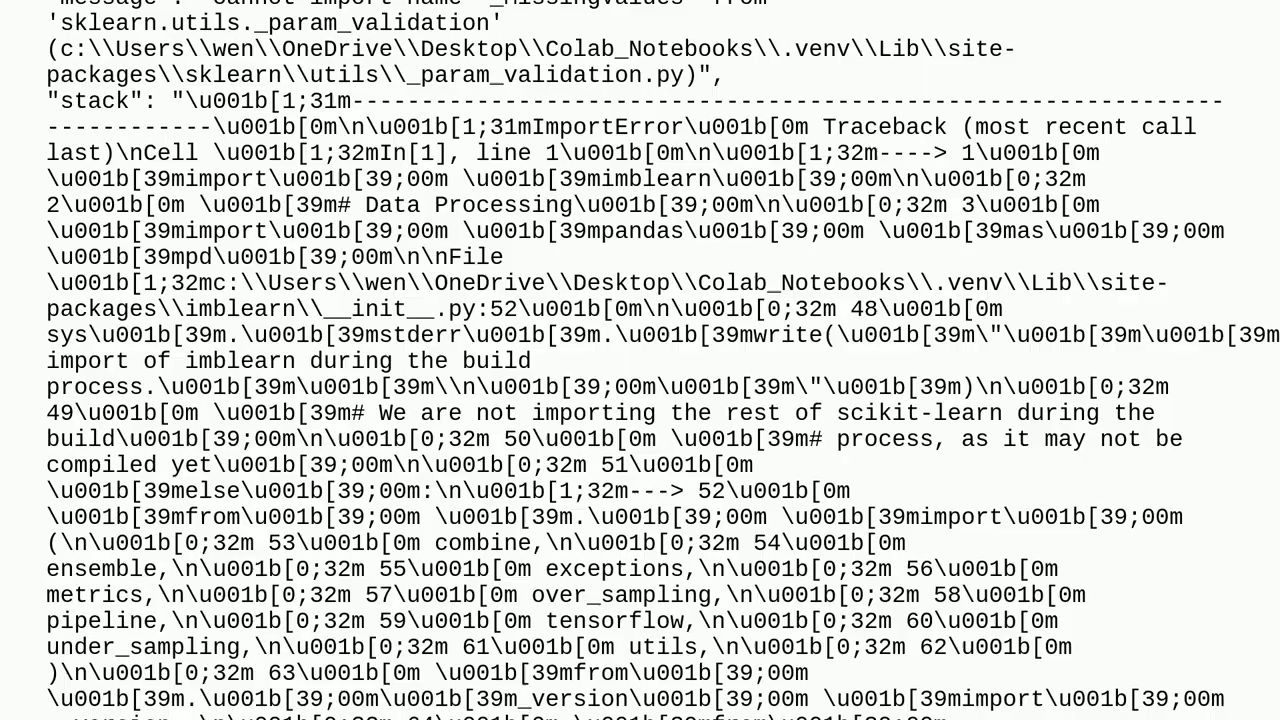 'sklearn.utils._param_validation'
(c:\\Users\\wen\\OneDrive\\Desktop\\Colab_Notebooks\\.venv\\Lib\\site-
packages\\sklearn\\utils\\_param_validation.py)",
"stack": "\u001b[1;31m---------------------------------------------------------------
------------\u001b[0m\n\u001b[1;31mImportError\u001b[0m Traceback (most recent call
last)\nCell \u001b[1;32mIn[1], line 1\u001b[0m\n\u001b[1;32m----> 1\u001b[0m
\u001b[39mimport\u001b[39;00m \u001b[39mimblearn\u001b[39;00m\n\u001b[0;32m
2\u001b[0m \u001b[39m# Data Processing\u001b[39;00m\n\u001b[0;32m 3\u001b[0m
\u001b[39mimport\u001b[39;00m \u001b[39mpandas\u001b[39;00m \u001b[39mas\u001b[39;00m
\u001b[39mpd\u001b[39;00m\n\nFile
\u001b[1;32mc:\\Users\\wen\\OneDrive\\Desktop\\Colab_Notebooks\\.venv\\Lib\\site-
packages\\imblearn\\__init__.py:52\u001b[0m\n\u001b[0;32m 48\u001b[0m
sys\u001b[39m.\u001b[39mstderr\u001b[39m.\u001b[39mwrite(\u001b[39m\"\u001b[39m\u001b[39m
import of imblearn during the build
process.\u001b[39m\u001b[39m\\n\u001b[39;00m\u001b[39m\"\u001b[39m)\n\u001b[0;32m
49\u001b[0m \u001b[39m# We are not importing the rest of scikit-learn during the
build\u001b[39;00m\n\u001b[0;32m 50\u001b[0m \u001b[39m# process, as it may not be
compiled yet\u001b[39;00m\n\u001b[0;32m 51\u001b[0m
\u001b[39melse\u001b[39;00m:\n\u001b[1;32m---> 52\u001b[0m
\u001b[39mfrom\u001b[39;00m \u001b[39m.\u001b[39;00m \u001b[39mimport\u001b[39;00m
(\n\u001b[0;32m 53\u001b[0m combine,\n\u001b[0;32m 54\u001b[0m
ensemble,\n\u001b[0;32m 55\u001b[0m exceptions,\n\u001b[0;32m 56\u001b[0m
metrics,\n\u001b[0;32m 57\u001b[0m over_sampling,\n\u001b[0;32m 58\u001b[0m
pipeline,\n\u001b[0;32m 59\u001b[0m tensorflow,\n\u001b[0;32m 60\u001b[0m
under_sampling,\n\u001b[0;32m 61\u001b[0m utils,\n\u001b[0;32m 62\u001b[0m
)\n\u001b[0;32m 63\u001b[0m \u001b[39mfrom\u001b[39;00m
\u001b[39m.\u001b[39;00m\u001b[39m_version\u001b[39;00m \u001b[39mimport\u001b[39;00m